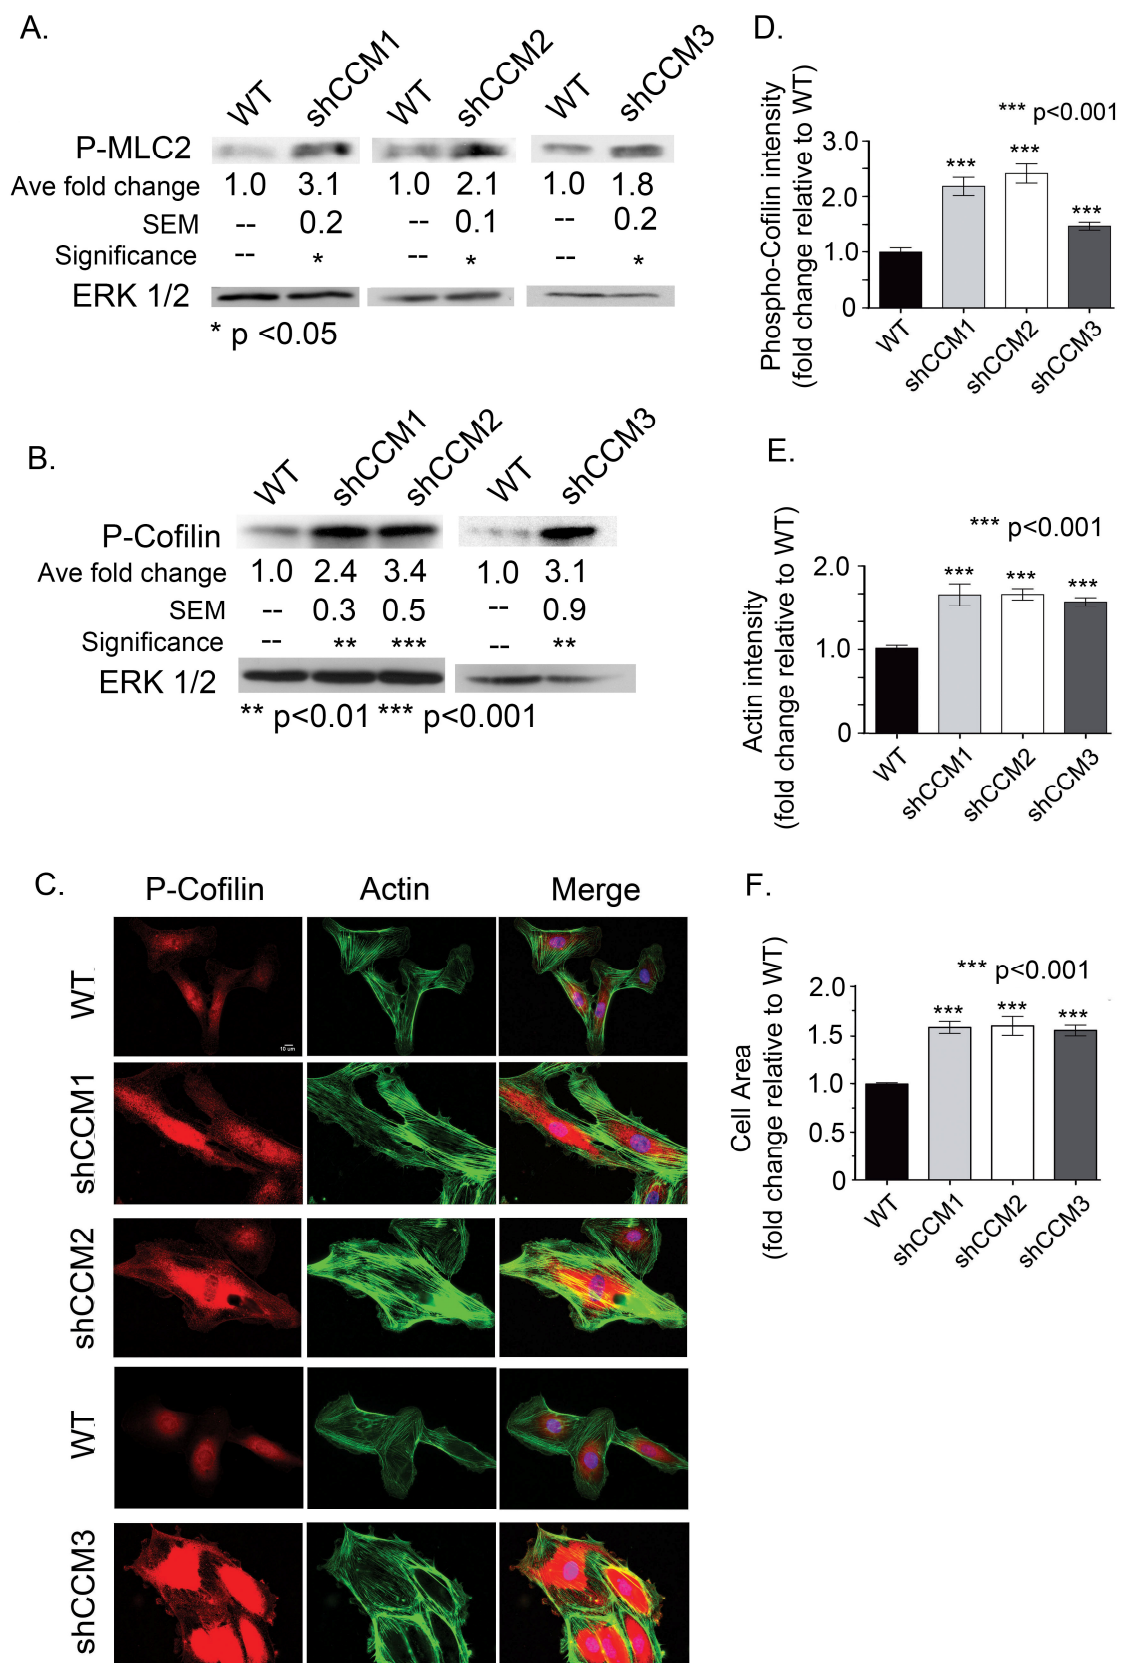 A.
WT
shCCM1
WT
shCCM2
WT
shCCM3
P-MLC2
Ave fold change 1.0 3.1 1.0 2.1 1.0 1.8
SEM -- 0.2 -- 0.1 -- 0.2
Significance -- * -- * -- *
ERK 1/2
* p <0.05
B.
WT
shCCM1
shCCM2
WT
shCCM3
P-Cofilin
Ave fold change 1.0 2.4 3.4 1.0 3.1
SEM -- 0.3 0.5 -- 0.9
Significance -- ** *** -- **
ERK 1/2
** p<0.01 *** p<0.001
C.
P-Cofilin Actin Merge
WT
10 um
shCCM1
shCCM2
WT
shCCM3
D.
Phospho-Cofilin intensity
(fold change relative to WT)
*** p<0.001
3.0
2.0
1.0
0
***
***
***
WT
shCCM1
shCCM2
shCCM3
E.
Actin intensity
(fold change relative to WT)
*** p<0.001
2.0
1.0
0
***
***
***
WT
shCCM1
shCCM2
shCCM3
F.
Cell Area
(fold change relative to WT)
*** p<0.001
2.0
1.5
1.0
0.5
0
***
***
***
WT
shCCM1
shCCM2
shCCM3